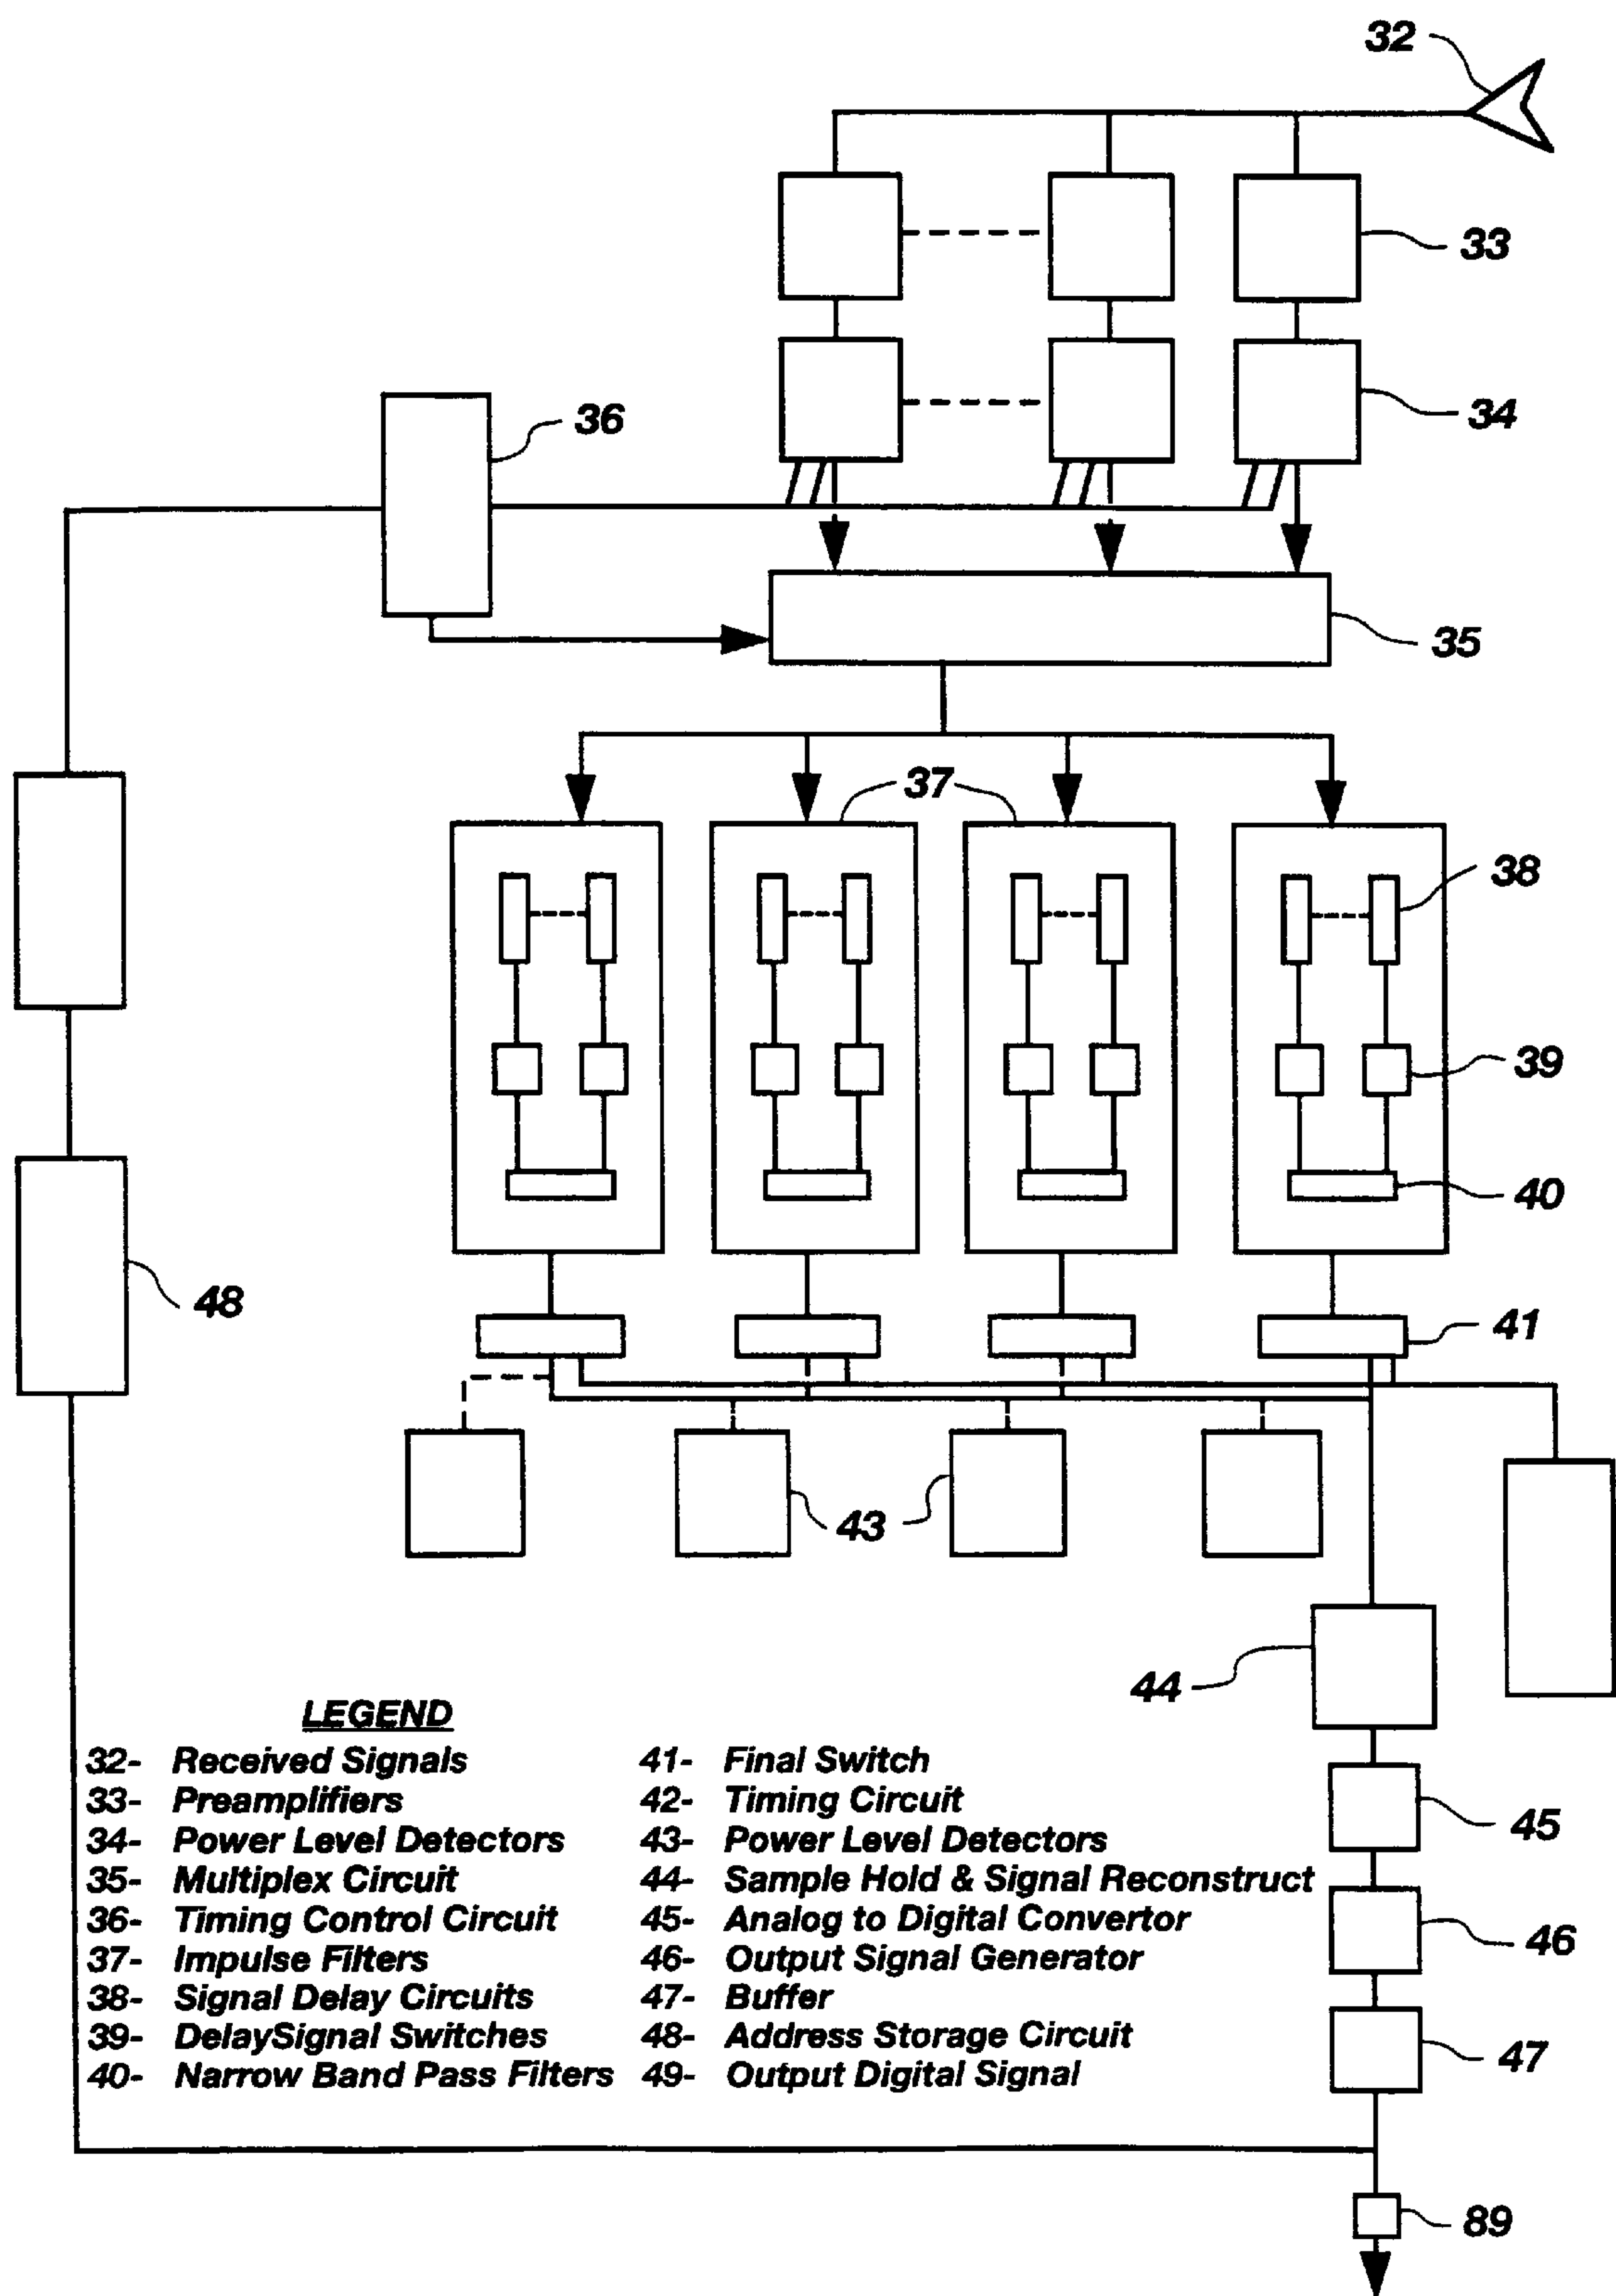 32
33
34
36
35
37
38
39
40
48
41
43
44
LEGEND
32- Received Signals
33- Preamplifiers
34- Power Level Detectors
35- Multiplex Circuit
36- Timing Control Circuit
37- Impulse Filters
38- Signal Delay Circuits
39- DelaySignal Switches
40- Narrow Band Pass Filters
41- Final Switch
42- Timing Circuit
43- Power Level Detectors
44- Sample Hold & Signal Reconstruct
45- Analog to Digital Convertor
46- Output Signal Generator
47- Buffer
48- Address Storage Circuit
49- Output Digital Signal
45
46
47
89